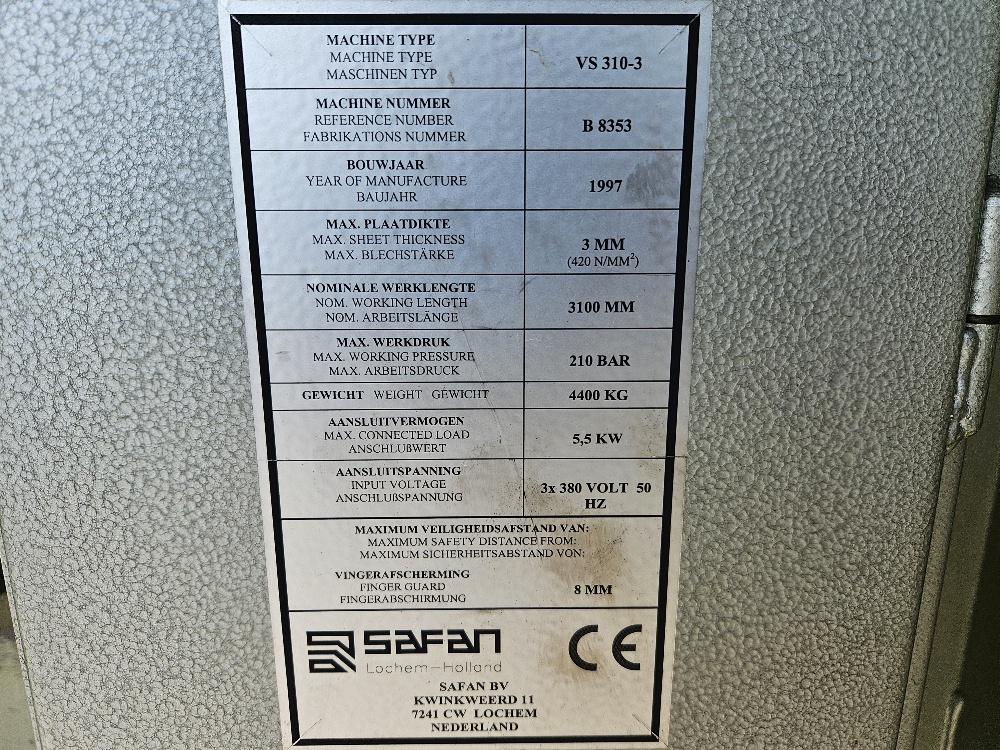 MACHINE TYPE
MACHINE TYPE
MASCHINEN TYP
VS 310-3
MACHINE NUMMER
REFERENCE NUMBER
FABRIKATIONS NUMMER
B 8353
BOUWJAAR
YEAR OF MANUFACTURE
BAUJAHR
1997
MAX. PLAATDIKTE
MAX. SHEET THICKNESS
MAX. BLECHSTÄRKE
3 MM
(420 N/MM²)
NOMINALE WERKLENGTE
NOM. WORKING LENGTH
NOM. ARBEITSLÄNGE
3100 MM
MAX. WERKDRUK
MAX. WORKING PRESSURE
MAX. ARBEITSDRUCK
210 BAR
GEWICHT WEIGHT GEWICHT
4400 KG
AANSLUITVERMOGEN
MAX. CONNECTED LOAD
ANSCHLUßWERT
5,5 KW
AANSLUITSPANNING
INPUT VOLTAGE
ANSCHLUßSPANNUNG
3x 380 VOLT 50
HZ
MAXIMUM VEILIGHEIDSAFSTAND VAN:
MAXIMUM SAFETY DISTANCE FROM:
MAXIMUM SICHERHEITSABSTAND VON:
VINGERAFSCHERMING
FINGER GUARD
FINGERABSCHIRMUNG
8 MM
SAFAN
Lochem-Holland
CE
SAFAN BV
KWINKWEERD 11
7241 CW LOCHEM
NEDERLAND